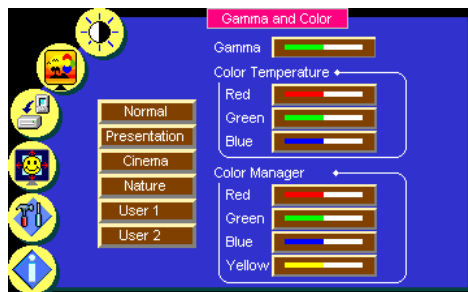 Gamma and Color
Gamma
Color Temperature
Red
Green
Blue
Normal
Presentation
Cinema
Nature
User 1
User 2
Color Manager
Red
Green
Blue
Yellow